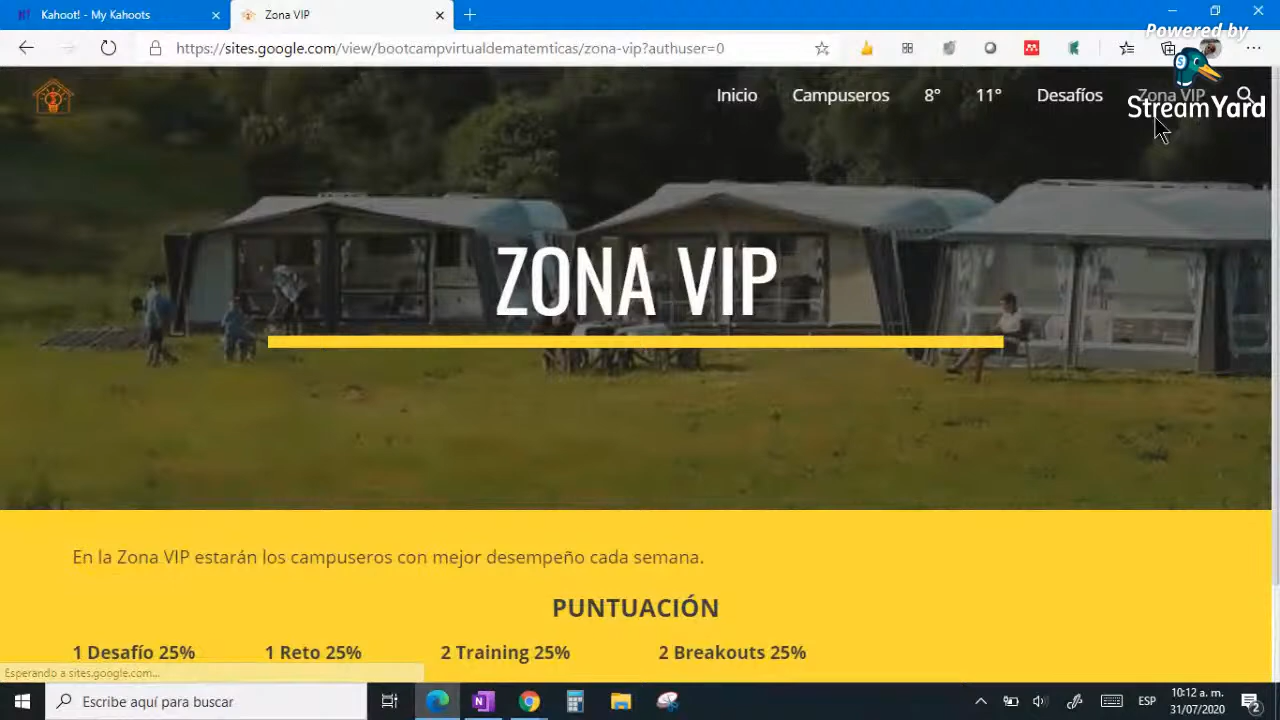 Kahoot! - My Kahoots
Zona VIP
https://sites.google.com/view/bootcampvirtualdematemticas/zona-vip?authuser=0
Powered by
StreamYard
Inicio Campuseros 8° 11° Desafíos Zona VIP
ZONA VIP
En la Zona VIP estarán los campuseros con mejor desempeño cada semana.
PUNTUACIÓN
1 Desafío 25% 1 Reto 25% 2 Training 25% 2 Breakouts 25%
Esperando a sites.google.com...
Escribe aquí para buscar
ESP
10:12 a. m.
31/07/2020
2